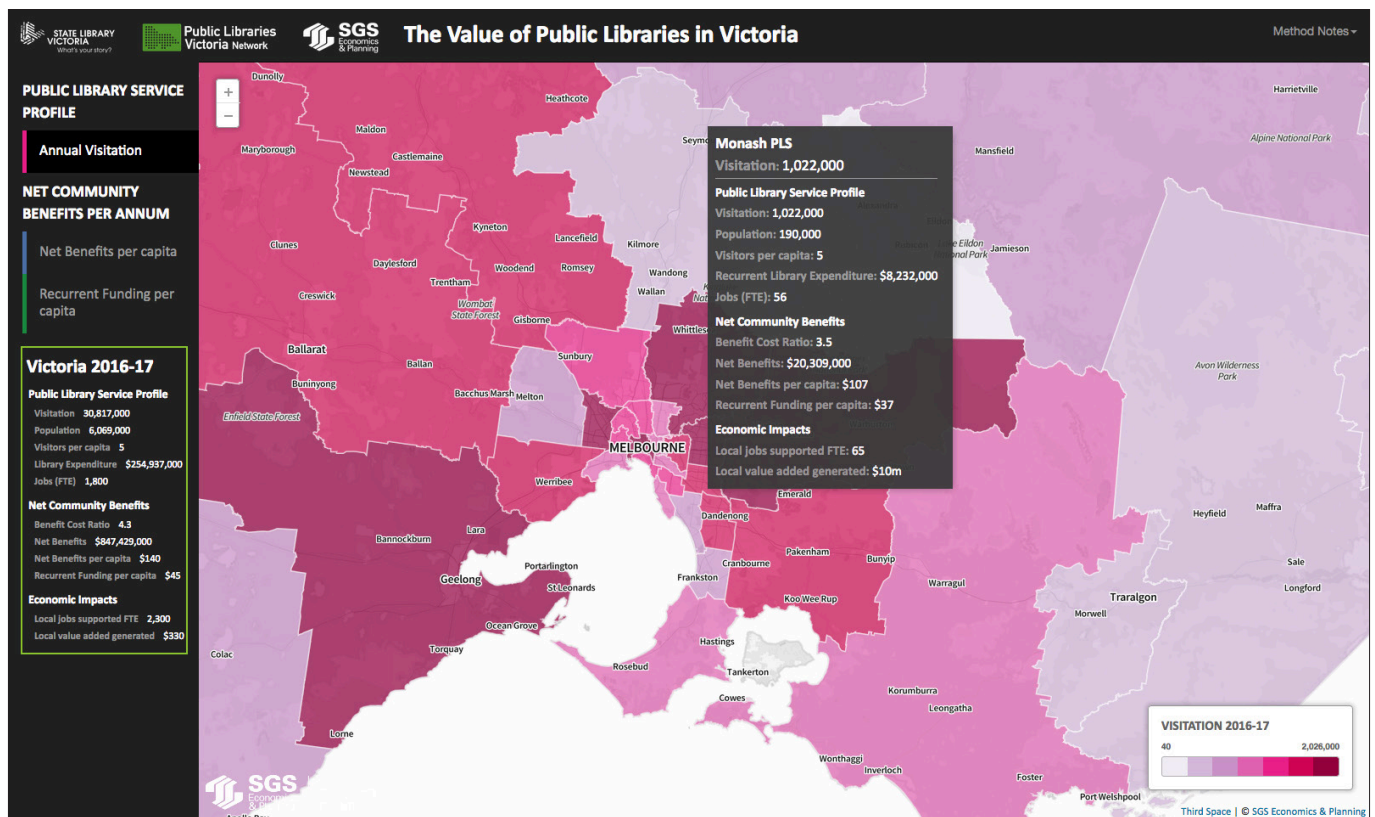 STATE LIBRARY
VICTORIA
What's your story?
Public Libraries
Victoria Network
SGS
Economics
& Planning
The Value of Public Libraries in Victoria
Method Notes
PUBLIC LIBRARY SERVICE
PROFILE
Annual Visitation
NET COMMUNITY
BENEFITS PER ANNUM
Net Benefits per capita
Recurrent Funding per
capita
Victoria 2016-17
Public Library Service Profile
Visitation 30,817,000
Population 6,069,000
Visitors per capita 5
Library Expenditure $254,937,000
Jobs (FTE) 1,800
Net Community Benefits
Benefit Cost Ratio 4.3
Net Benefits $847,429,000
Net Benefits per capita $140
Recurrent Funding per capita $45
Economic Impacts
Local jobs supported FTE 2,300
Local value added generated $330
+
−
Dunolly
Heathcote
Harrietville
Maldon
Maryborough
Castlemaine
Newstead
Seymo
Mansfield
Alpine National Park
Monash PLS
Visitation: 1,022,000
Public Library Service Profile
Visitation: 1,022,000
Population: 190,000
Visitors per capita: 5
Recurrent Library Expenditure: $8,232,000
Jobs (FTE): 56
Net Community Benefits
Benefit Cost Ratio: 3.5
Net Benefits: $20,309,000
Net Benefits per capita: $107
Recurrent Funding per capita: $37
Economic Impacts
Local jobs supported FTE: 65
Local value added generated: $10m
Kyneton
Clunes
Lancefield
Kilmore
Eildon
Jamieson
National Park
Daylesford
Woodend
Romsey
Wandong
Trentham
Creswick
Wombat
State Forest
Wallan
Nat
Gisborne
Whittles
Ballarat
Sunbury
Ballan
Avon Wilderness
Park
Buninyong
Bacchus Marsh
Melton
Enfield State Forest
MELBOURNE
Werribee
Emerald
Dandenong
Heyfield
Maffra
Lara
Bannockburn
Pakenham
Bunyip
Portarlington
Cranbourne
Sale
Geelong
St Leonards
Frankston
Warragul
Longford
Koo Wee Rup
Traralgon
Morwell
Ocean Grove
Hastings
Torquay
Colac
Rosebud
Tankerton
Cowes
Korumburra
Leongatha
Lorne
Wonthaggi
Inverloch
Foster
Port Welshpool
SGS
VISITATION 2016-17
40 2,026,000
Third Space | © SGS Economics & Planning